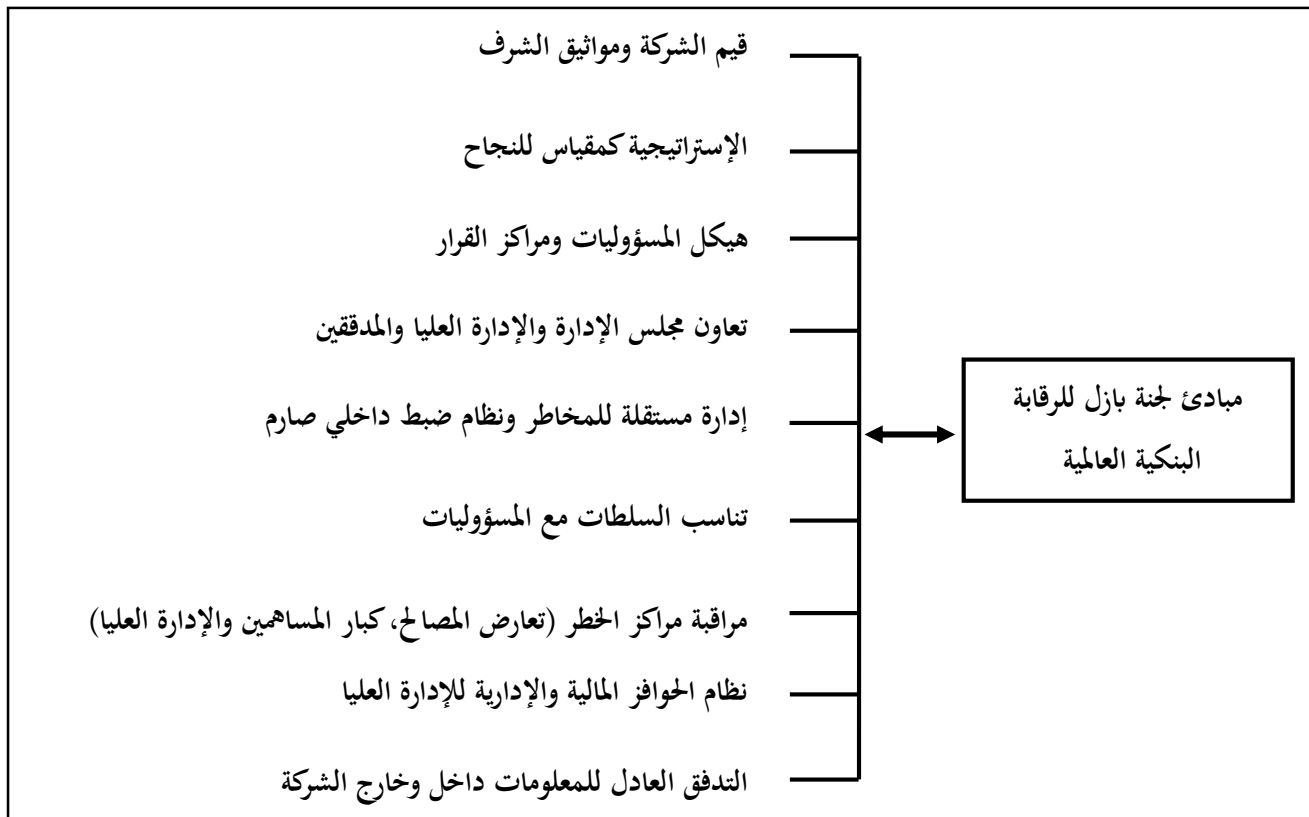 قيم الشركة ومواثيق الشرف
الإستراتيجية كمقياس للنجاح
هيكل المسؤوليات ومراكز القرار
تعاون مجلس الإدارة والإدارة العليا والمدققين
إدارة مستقلة للمخاطر ونظام ضبط داخلي صارم
تناسب السلطات مع المسؤوليات
مراقبة مراكز الخطر (تعارض المصالح، كبار المساهمين والإدارة العليا)
نظام الحوافز المالية والإدارية للإدارة العليا
التدفق العادل للمعلومات داخل وخارج الشركة
مبادئ لجنة بازل للرقابة
البنكية العالمية